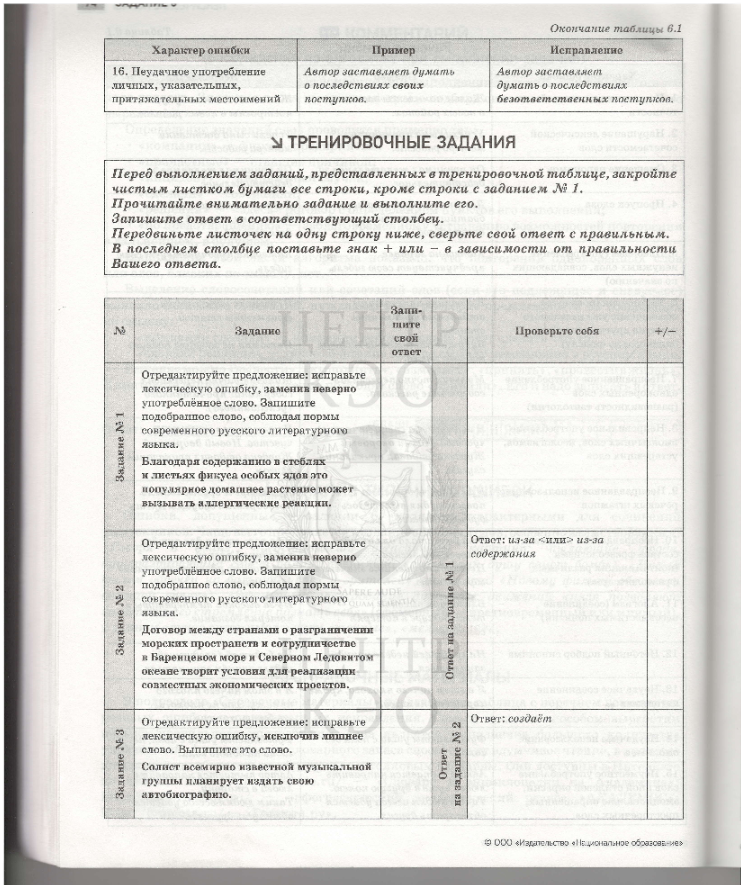 74 ЗАДАНИЕ 6
Окончание таблицы 6.1
Характер ошибки Пример Исправление
16. Неудачное употребление личных, указательных, притяжательных местоимений
Автор заставляет думать о последствиях своих поступков.
Автор заставляет думать о последствиях безответственных поступков.
ТРЕНИРОВОЧНЫЕ ЗАДАНИЯ
Перед выполнением заданий, представленных в тренировочной таблице, закройте
чистым листком бумаги все строки, кроме строки с заданием № 1.
Прочитайте внимательно задание и выполните его.
Запишите ответ в соответствующий столбец.
Передвиньте листочек на одну строку ниже, сверьте свой ответ с правильным.
В последнем столбце поставьте знак + или – в зависимости от правильности
Вашего ответа.
№ Задание Запишите свой ответ Проверьте себя +/–
Задание № 1
Отредактируйте предложение: исправьте
лексическую ошибку, заменив неверно
употреблённое слово. Запишите
подобранное слово, соблюдая нормы
современного русского литературного
языка.
Благодаря содержанию в стеблях
и листьях фикуса особых ядов это
популярное домашнее растение может
вызывать аллергические реакции.
Задание № 2
Отредактируйте предложение: исправьте
лексическую ошибку, заменив неверно
употреблённое слово. Запишите
подобранное слово, соблюдая нормы
современного русского литературного
языка.
Договор между странами о разграничении
морских пространств и сотрудничестве
в Баренцевом море и Северном Ледовитом
океане творит условия для реализации
совместных экономических проектов.
Ответ на задание № 1
Ответ: из-за <или> из-за
содержания
Задание № 3
Отредактируйте предложение: исправьте
лексическую ошибку, исключив лишнее
слово. Выпишите это слово.
Солист всемирно известной музыкальной
группы планирует издать свою
автобиографию.
Ответ
на задание № 2
Ответ: создаёт
ЦЕНТР
КЭО
ЦЕНТР
КЭО
© ООО «Издательство «Национальное образование»